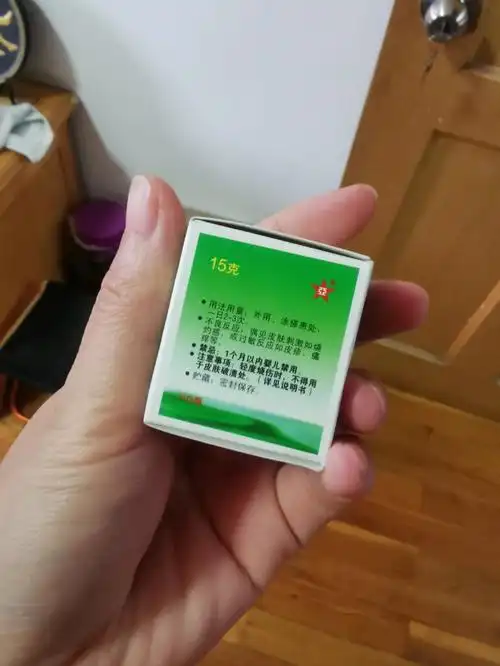 15克
亚
● 用法用量：外用，涂搽患处，
一日2~3次
● 不良反应：偶见皮肤刺激如烧
灼感，或过敏反应如皮疹，瘙
痒等。
● 禁忌：1个月以内婴儿禁用。
● 注意事项：轻度烧伤时，不得用
于皮肤破溃处。（详见说明书）
● 贮藏：密封保存。